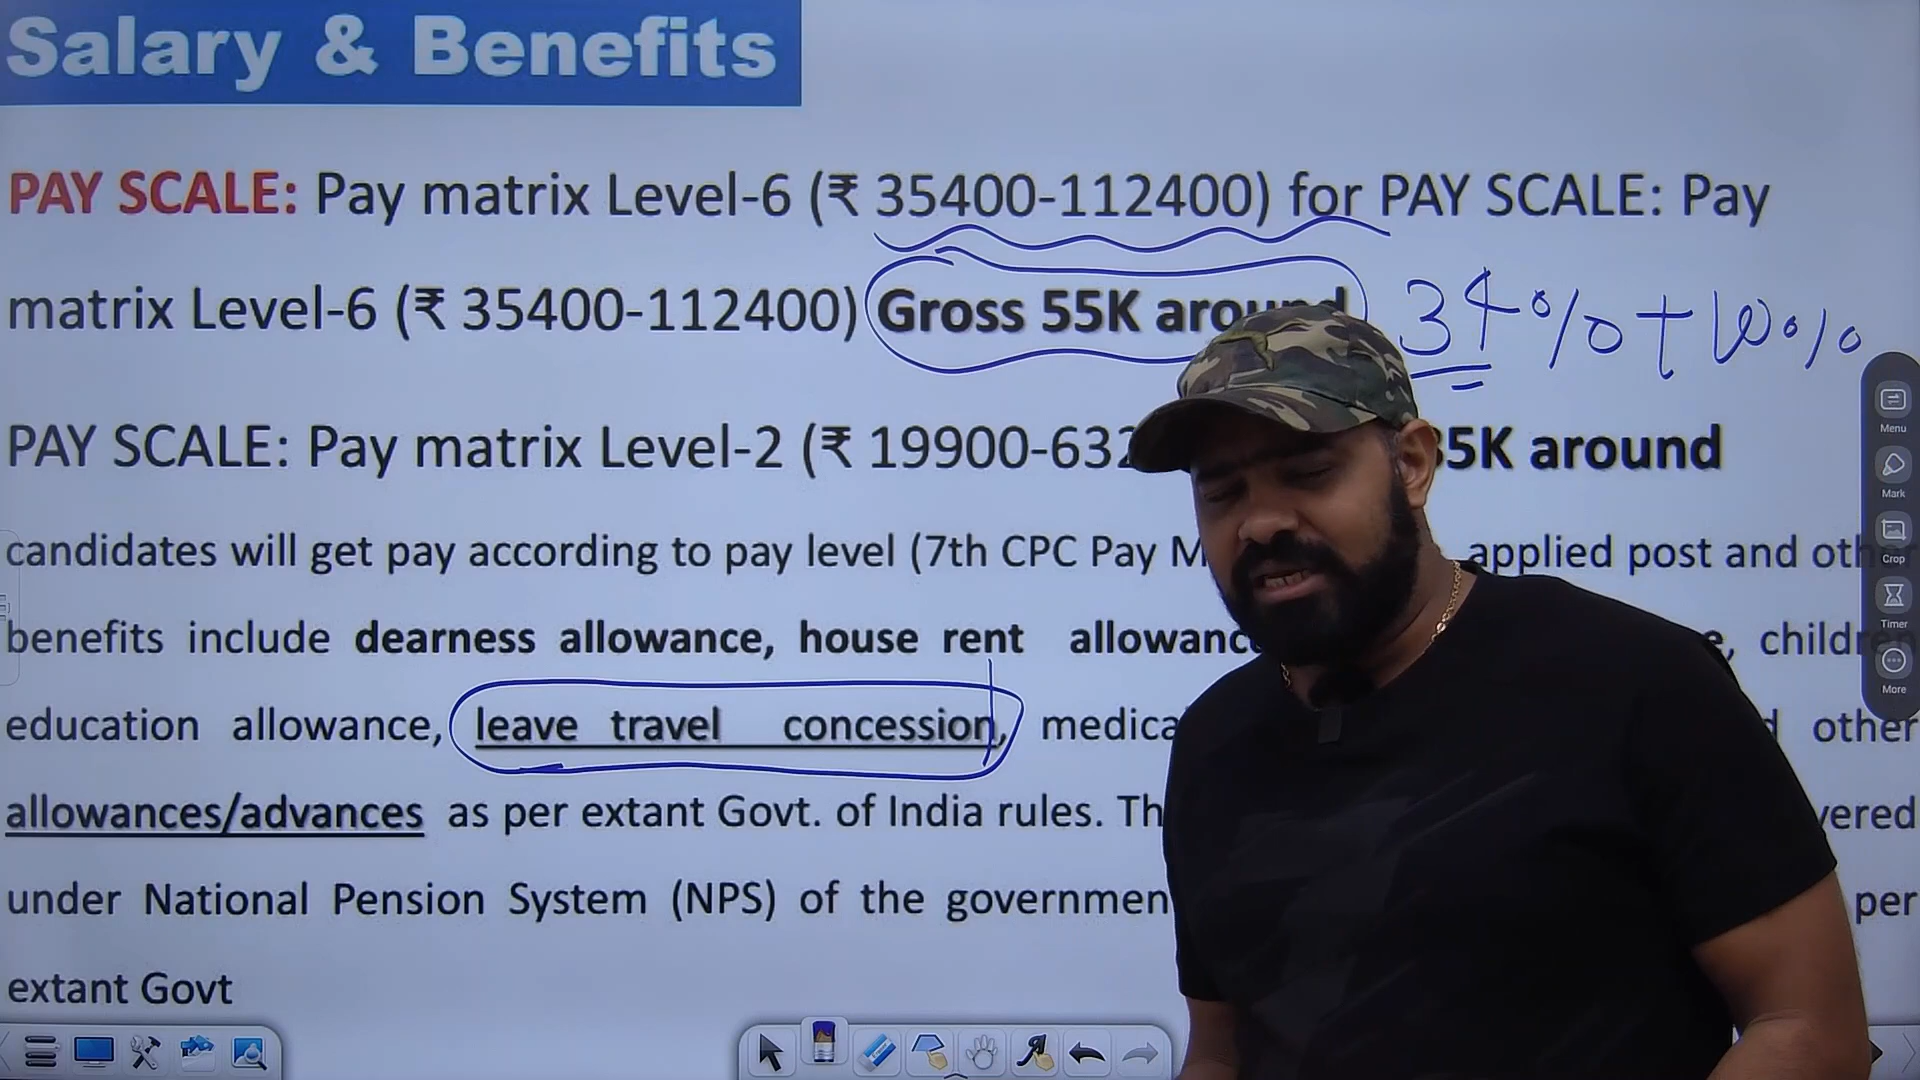 Salary & Benefits
PAY SCALE: Pay matrix Level-6 (₹ 35400-112400) for PAY SCALE: Pay
matrix Level-6 (₹ 35400-112400) Gross 55K around 34% + 10%
PAY SCALE: Pay matrix Level-2 (₹ 19900-632 35K around
candidates will get pay according to pay level (7th CPC Pay M applied post and other
benefits include dearness allowance, house rent allowanc e, children
education allowance, leave travel concession, medica d other
allowances/advances as per extant Govt. of India rules. Th vered
under National Pension System (NPS) of the governmen per
extant Govt
Menu
Mark
Crop
Timer
More